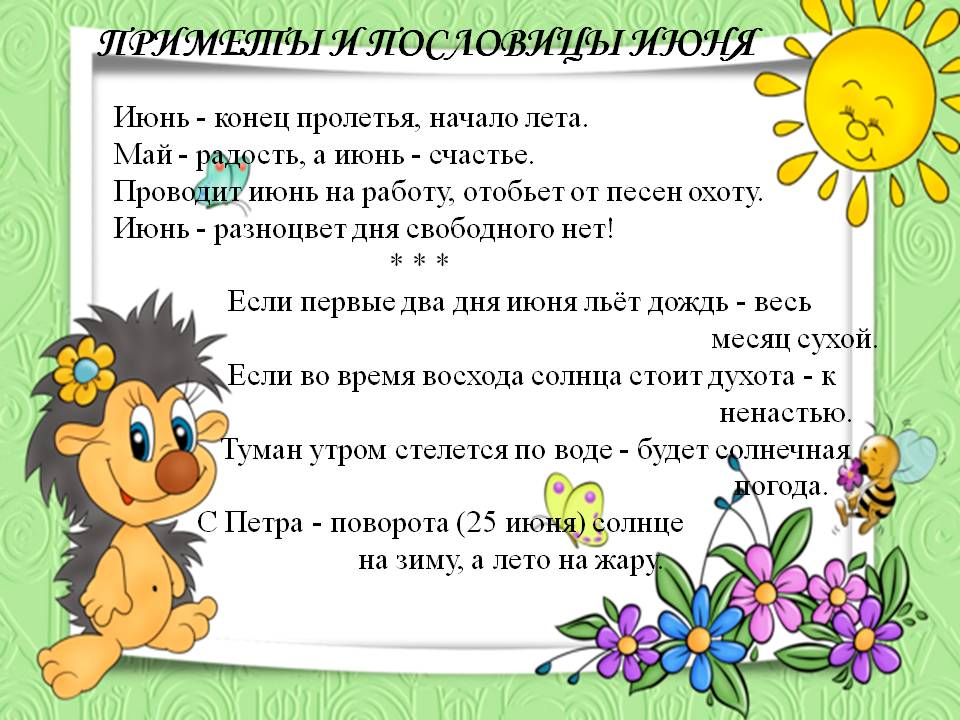 ПРИМЕТЫ И ПОСЛОВИЦЫ ИЮНЯ
Июнь - конец пролетья, начало лета.
Май - радость, а июнь - счастье.
Проводит июнь на работу, отобьет от песен охоту.
Июнь - разноцвет дня свободного нет!
* * *
Если первые два дня июня льёт дождь - весь
месяц сухой.
Если во время восхода солнца стоит духота - к
ненастью.
Туман утром стелется по воде - будет солнечная
погода.
С Петра - поворота (25 июня) солнце
на зиму, а лето на жару.